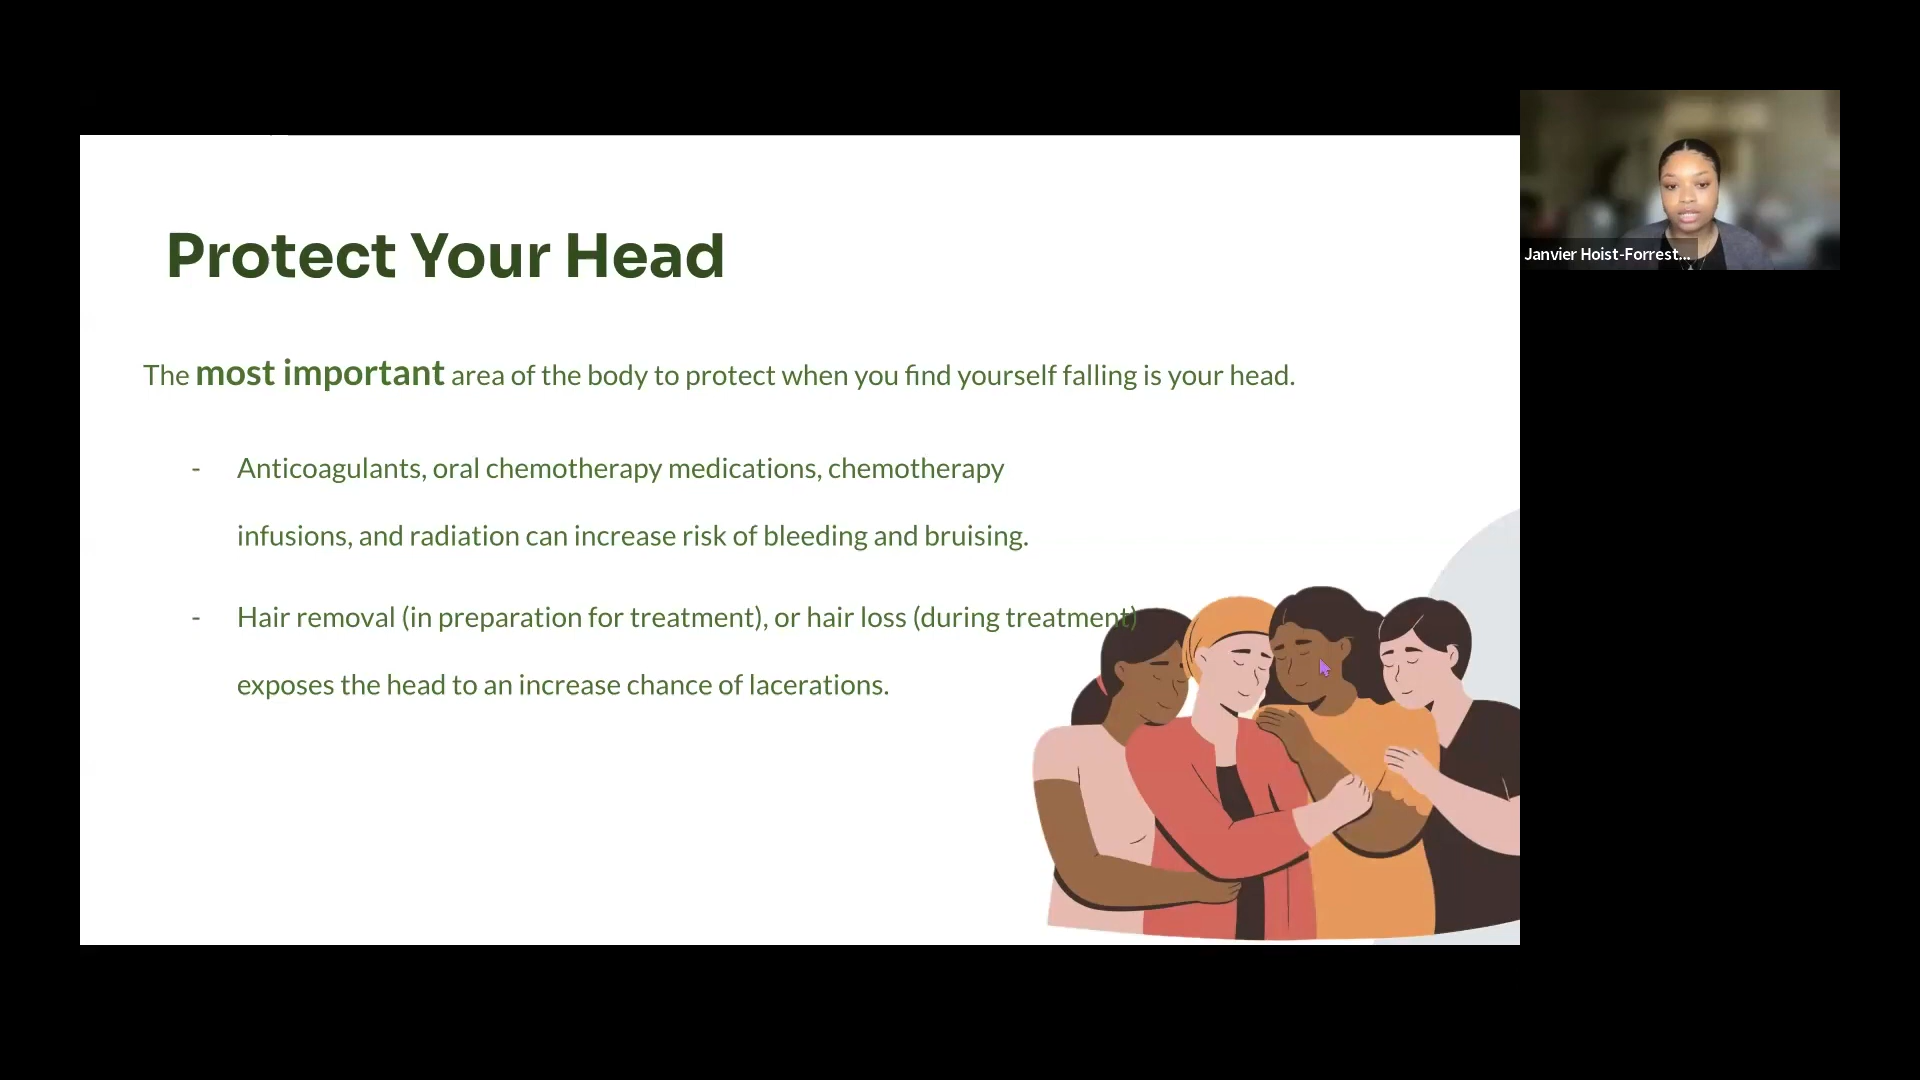 Protect Your Head
The most important area of the body to protect when you find yourself falling is your head.
- Anticoagulants, oral chemotherapy medications, chemotherapy
infusions, and radiation can increase risk of bleeding and bruising.
- Hair removal (in preparation for treatment), or hair loss (during treatment)
exposes the head to an increase chance of lacerations.
Janvier Hoist-Forrest...